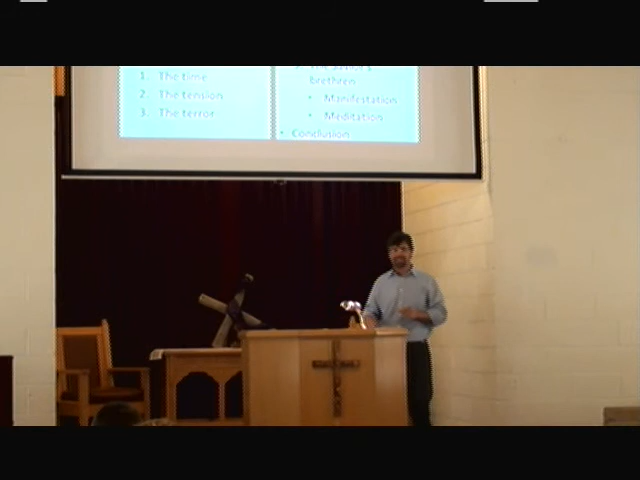 1. The time
2. The tension
3. The terror
brethren
• Manifestation
• Meditation
• Conclusion